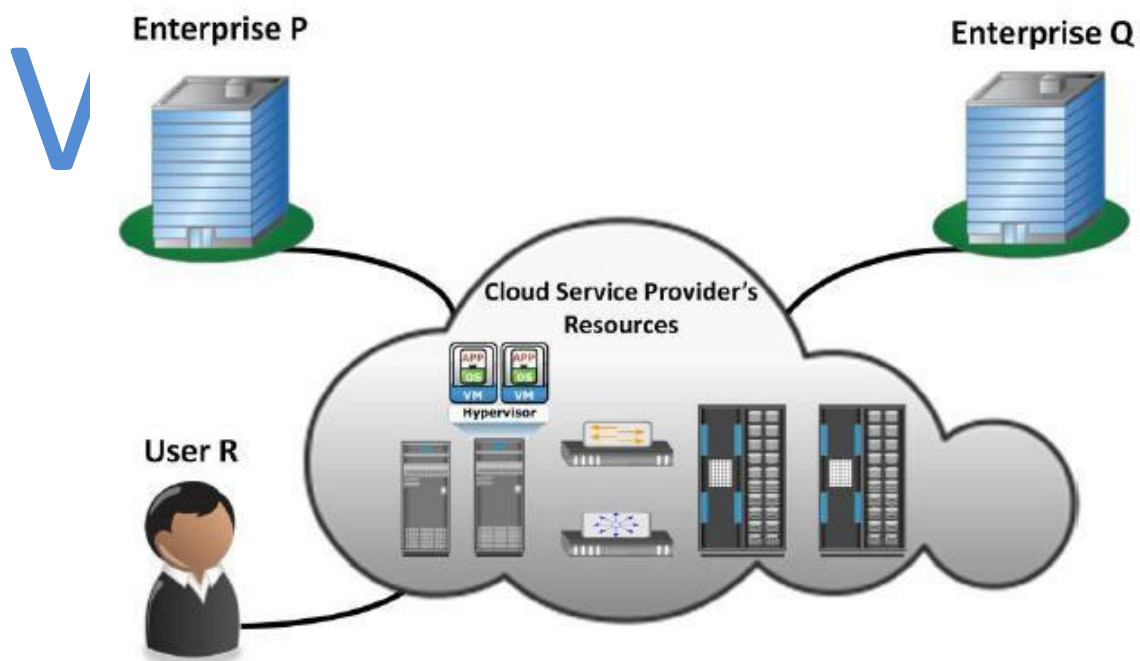 Enterprise P
Enterprise Q
V
Cloud Service Provider's
Resources
APP APP
OS OS
VM VM
Hypervisor
User R